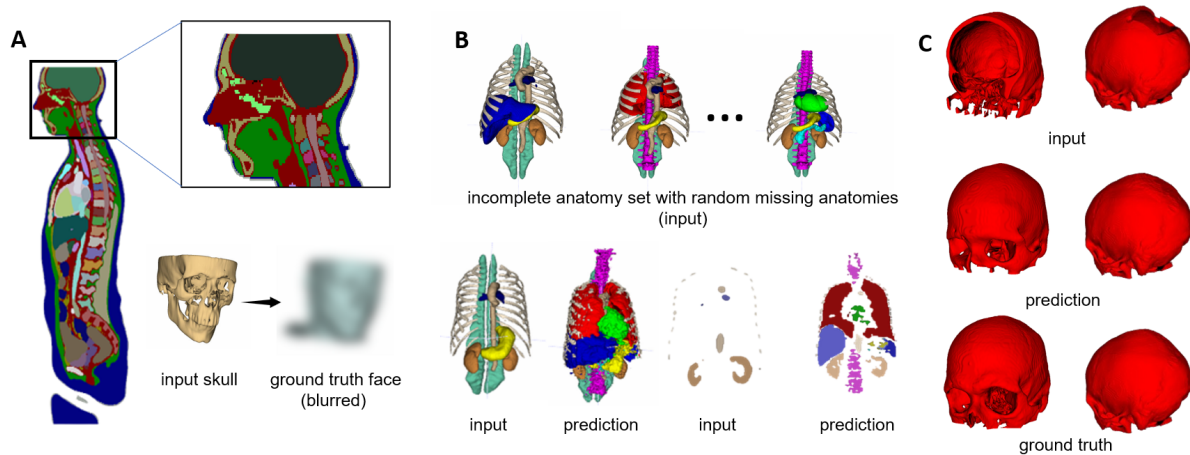 A
B
C
incomplete anatomy set with random missing anatomies
(input)
input skull
ground truth face
(blurred)
input
prediction
input
prediction
input
prediction
ground truth